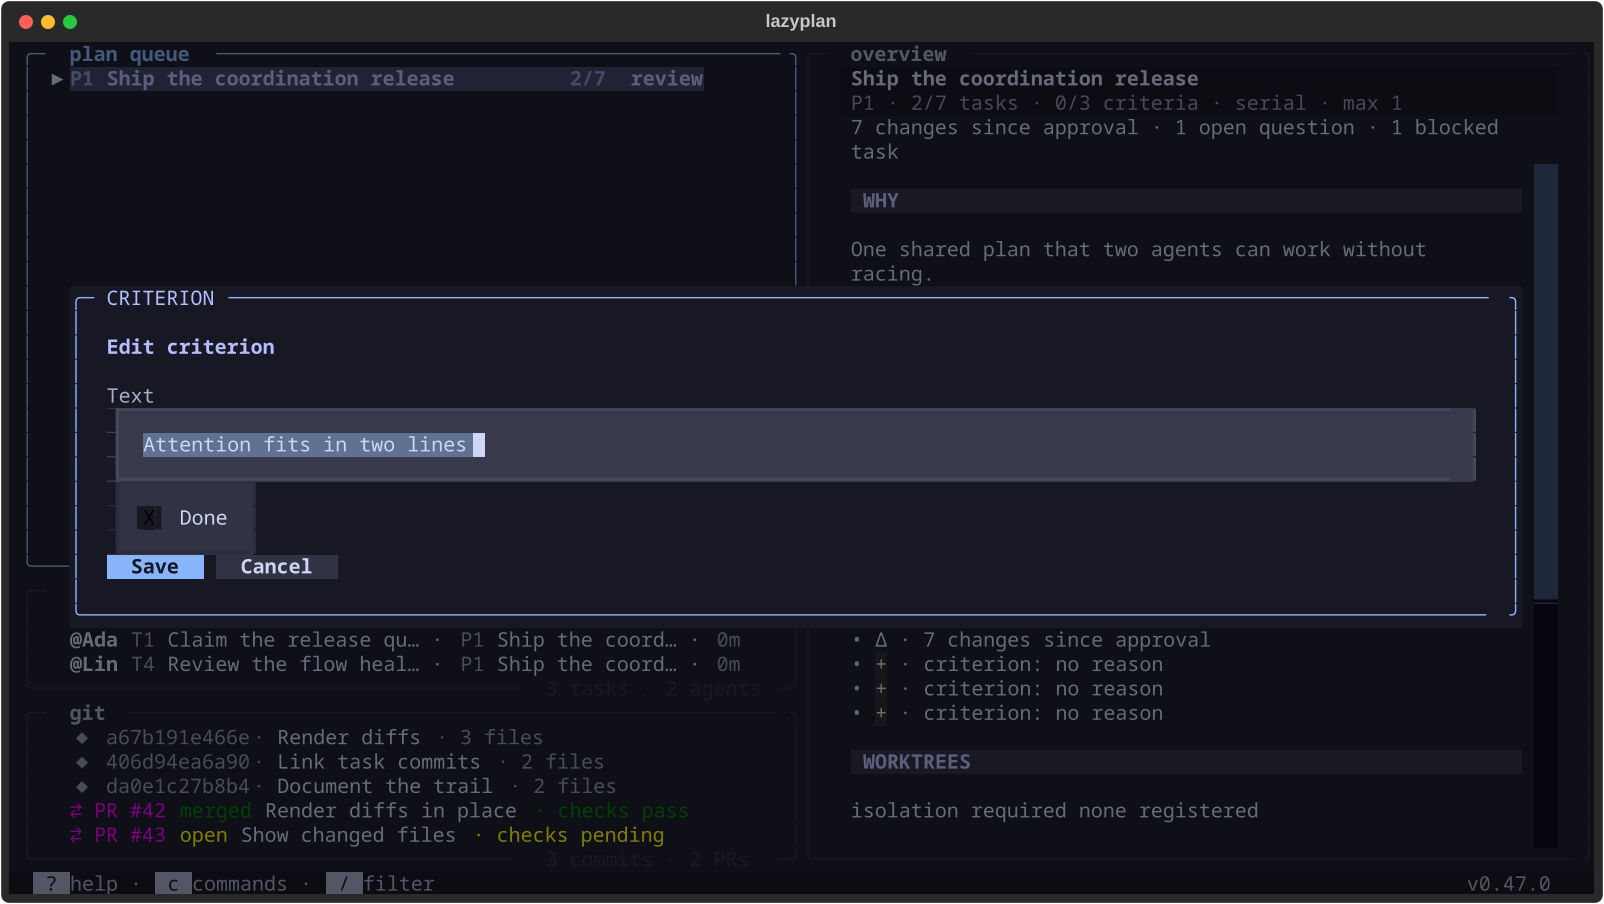 lazyplan
plan queue
▶ P1 Ship the coordination release 2/7 review
overview
Ship the coordination release
P1 · 2/7 tasks · 0/3 criteria · serial · max 1
7 changes since approval · 1 open question · 1 blocked
task
WHY
One shared plan that two agents can work without
racing.
CRITERION
Edit criterion
Text
Attention fits in two lines
X Done
Save Cancel
@Ada T1 Claim the release qu… · P1 Ship the coord… · 0m
@Lin T4 Review the flow heal… · P1 Ship the coord… · 0m
3 tasks · 2 agents
git
◆ a67b191e466e · Render diffs · 3 files
◆ 406d94ea6a90 · Link task commits · 2 files
◆ da0e1c27b8b4 · Document the trail · 2 files
⇄ PR #42 merged Render diffs in place · checks pass
⇄ PR #43 open Show changed files · checks pending
3 commits · 2 PRs
• Δ · 7 changes since approval
• + · criterion: no reason
• + · criterion: no reason
• + · criterion: no reason
WORKTREES
isolation required none registered
? help · c commands · / filter
v0.47.0